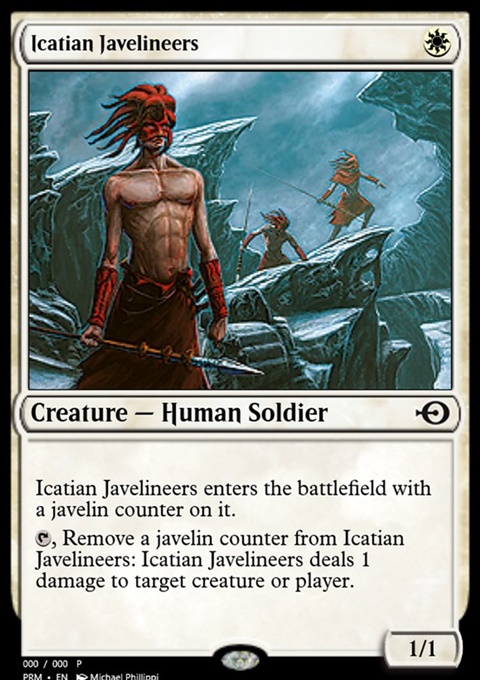 Icatian Javelineers
Creature — Human Soldier
Icatian Javelineers enters the battlefield with
a javelin counter on it.
, Remove a javelin counter from Icatian
Javelineers: Icatian Javelineers deals 1
damage to target creature or player.
1/1
000 / 000 P
PRM • EN Michael Phillippi